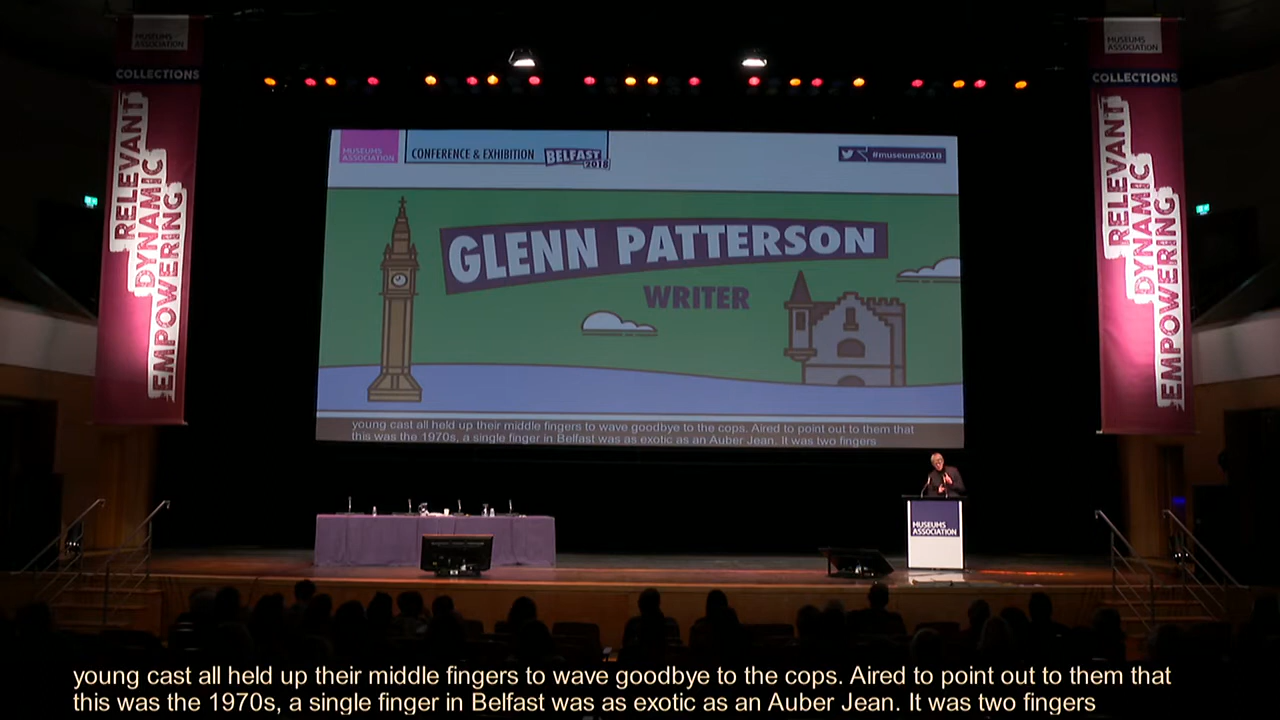 MUSEUMS
ASSOCIATION
COLLECTIONS
RELEVANT
DYNAMIC
EMPOWERING
MUSEUMS
ASSOCIATION
CONFERENCE & EXHIBITION BELFAST
2018
#museums2018
GLENN PATTERSON
WRITER
young cast all held up their middle fingers to wave goodbye to the cops. Aired to point out to them that
this was the 1970s, a single finger in Belfast was as exotic as an Auber Jean. It was two fingers
MUSEUMS
ASSOCIATION
COLLECTIONS
RELEVANT
DYNAMIC
EMPOWERING
MUSEUMS
ASSOCIATION
young cast all held up their middle fingers to wave goodbye to the cops. Aired to point out to them that
this was the 1970s, a single finger in Belfast was as exotic as an Auber Jean. It was two fingers